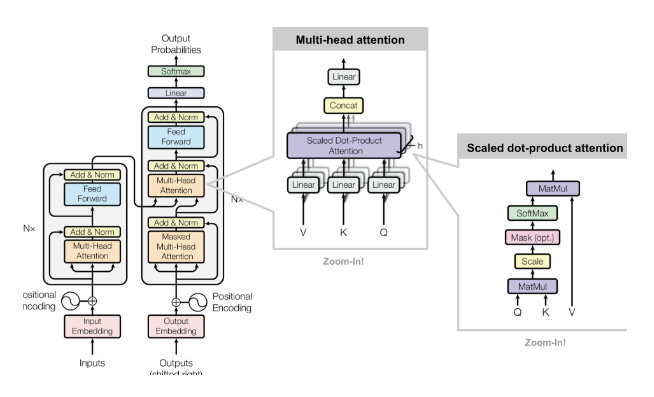 Output
Probabilities
Softmax
Linear
Add & Norm
Feed
Forward
Add & Norm
Multi-Head
Attention
Add & Norm
Masked
Multi-Head
Attention
Nx
Add & Norm
Feed
Forward
Add & Norm
Multi-Head
Attention
Nx
ositional
ncoding
Positional
Encoding
Input
Embedding
Output
Embedding
Inputs
Outputs
(shifted right)
Multi-head attention
Linear
Concat
Scaled Dot-Product
Attention
h
Linear
Linear
Linear
V
K
Q
Zoom-In!
Scaled dot-product attention
MatMul
SoftMax
Mask (opt.)
Scale
MatMul
Q
K
V
Zoom-In!